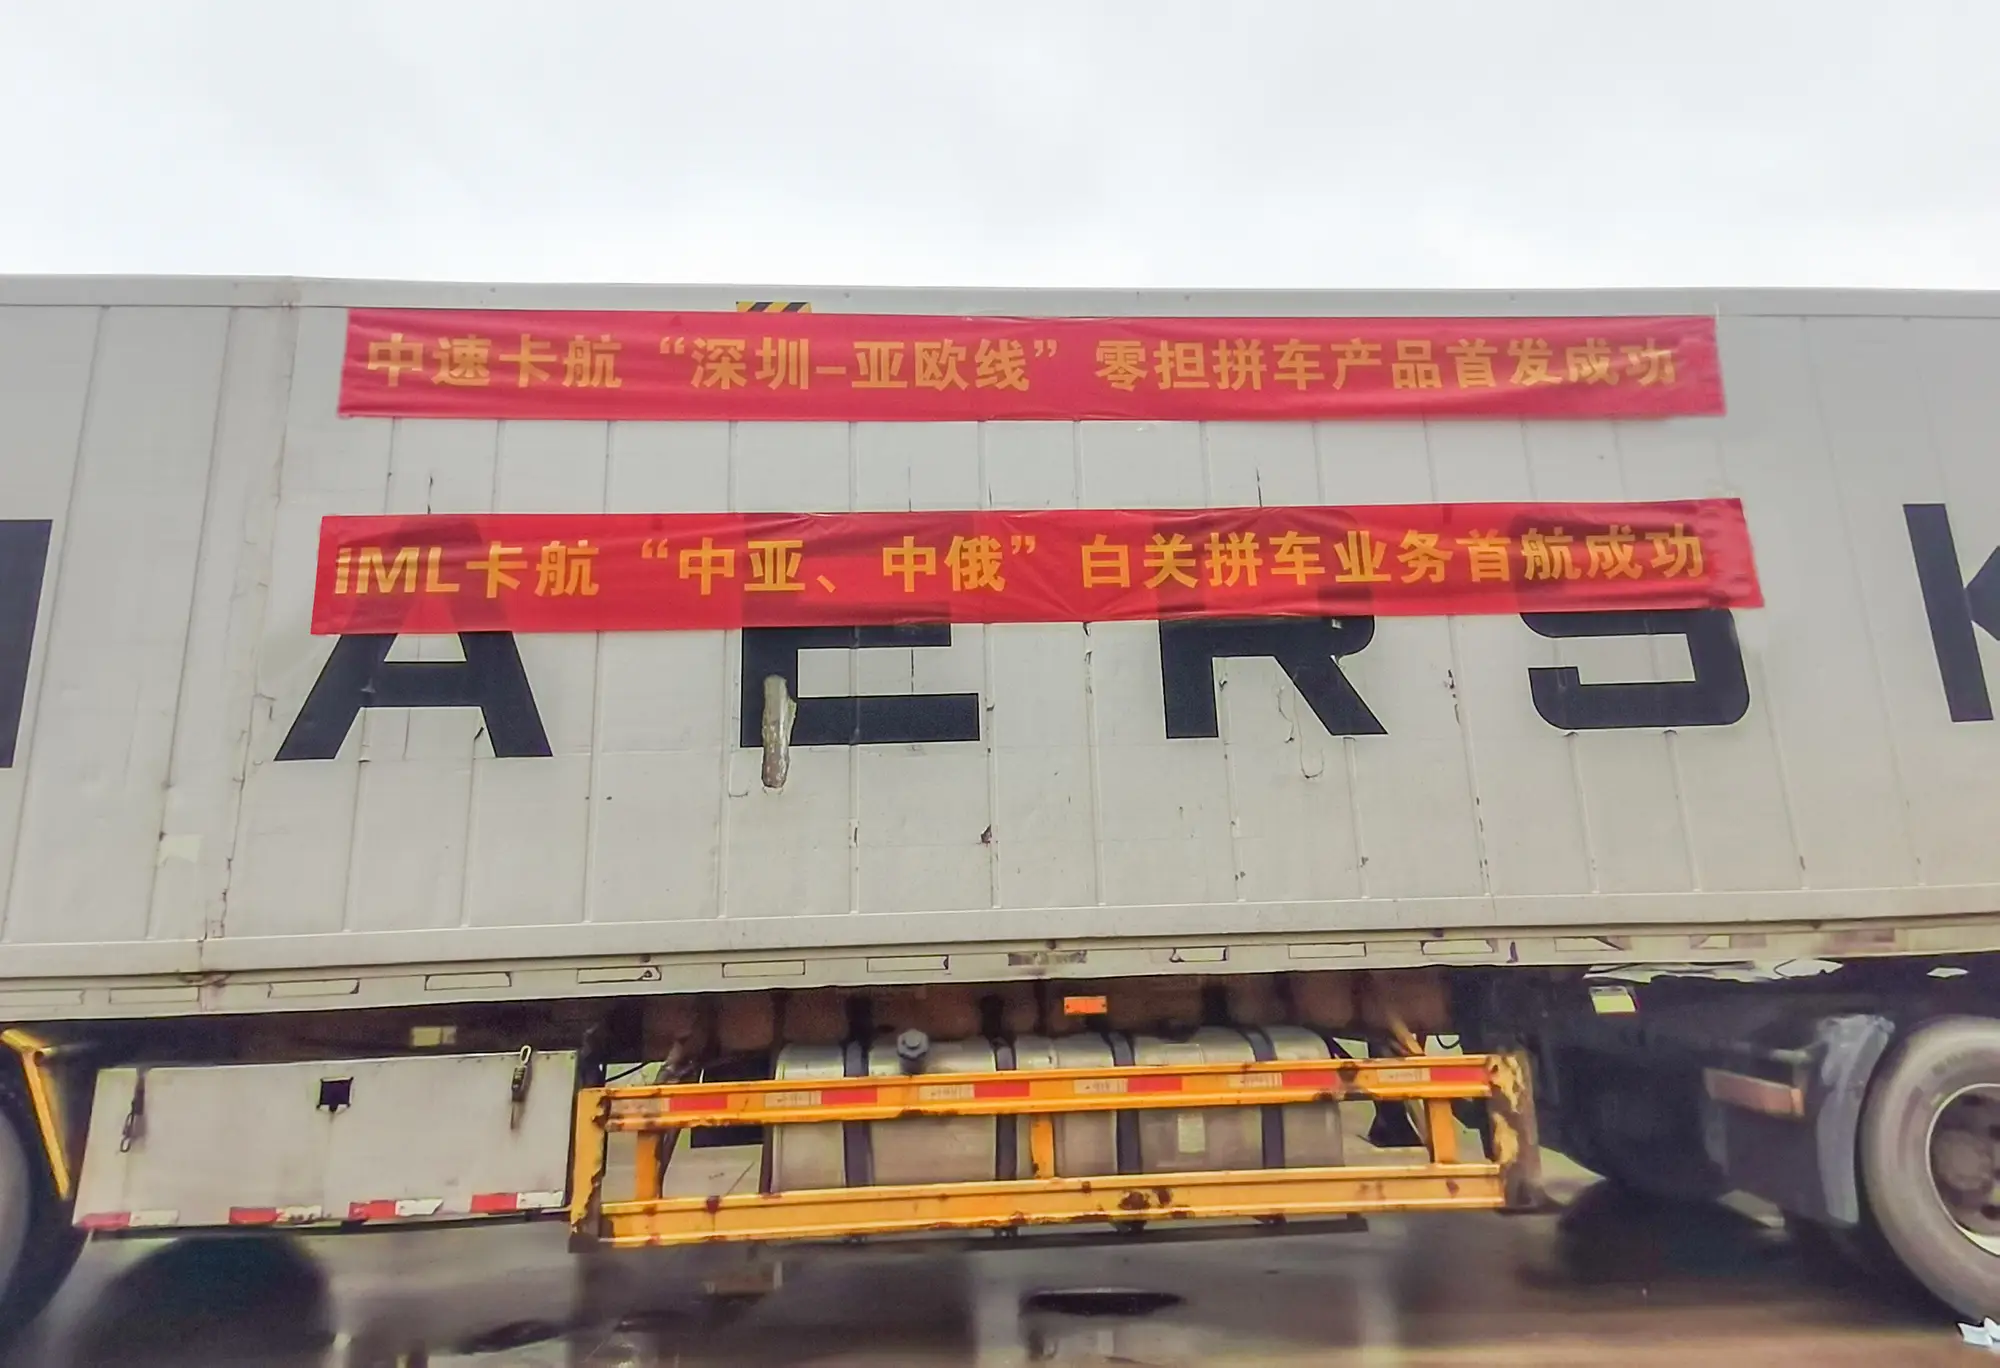 中速卡航“深圳-亚欧线”零担拼车产品首发成功
IML卡航“中亚、中俄”白关拼车业务首航成功
MAERSK